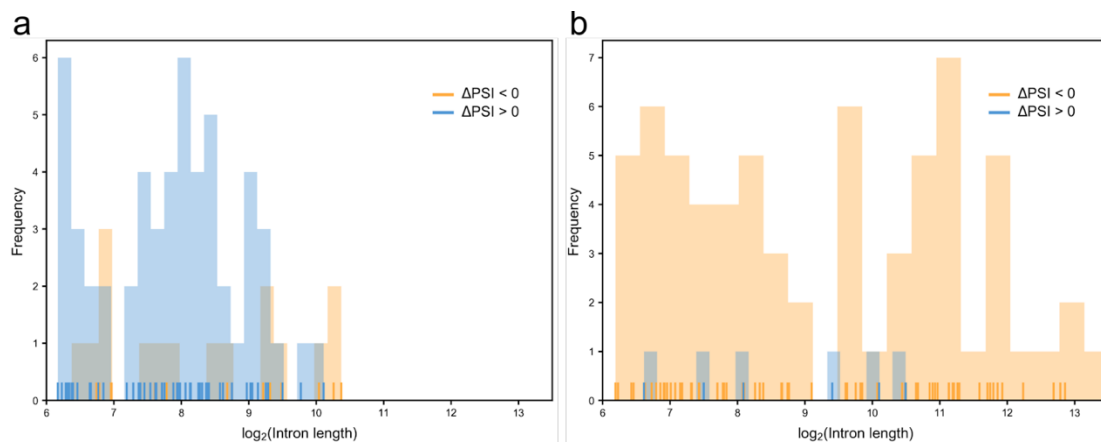 a
6
5
4
3
2
1
0
Frequency
ΔPSI < 0
ΔPSI > 0
6 7 8 9 10 11 12 13
log₂(Intron length)
b
7
6
5
4
3
2
1
0
Frequency
ΔPSI < 0
ΔPSI > 0
6 7 8 9 10 11 12 13
log₂(Intron length)